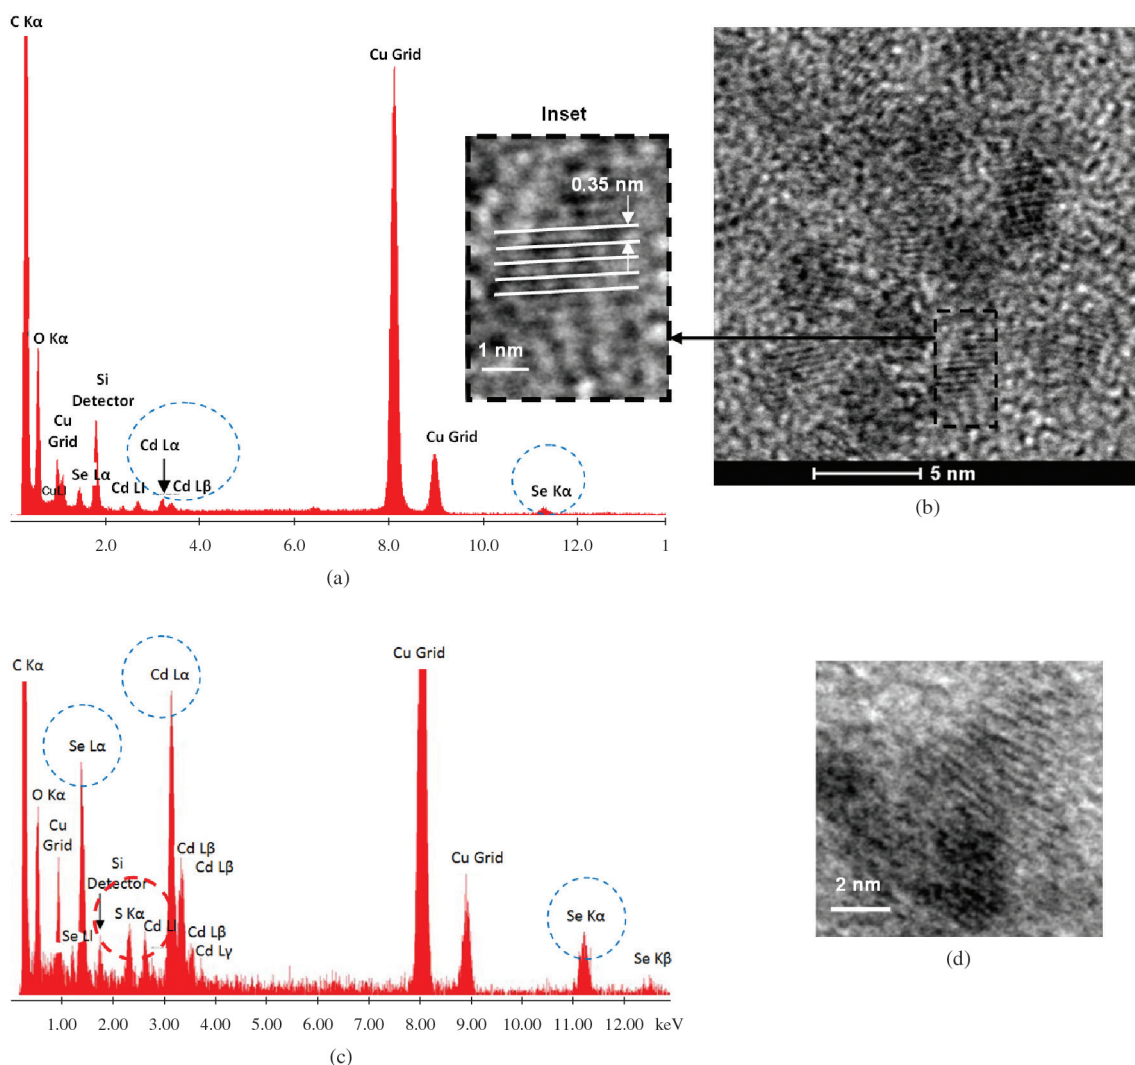 C Kα
Cu Grid
O Kα
Si
Detector
Cu
Grid
CuLl
Se Lα
Cd Ll
Cd Lα
Cd Lβ
Cu Grid
Se Kα
2.0 4.0 6.0 8.0 10.0 12.0 1
(a)
Inset
0.35 nm
1 nm
5 nm
(b)
C Kα
O Kα
Cu
Grid
Se Ll
Se Lα
Si
Detector
S Kα
Cd Lα
Cd Ll
Cd Lβ
Cd Lβ
Cd Lβ
Cd Lγ
Cu Grid
Cu Grid
Se Kα
Se Kβ
1.00 2.00 3.00 4.00 5.00 6.00 7.00 8.00 9.00 10.00 11.00 12.00 keV
(c)
2 nm
(d)